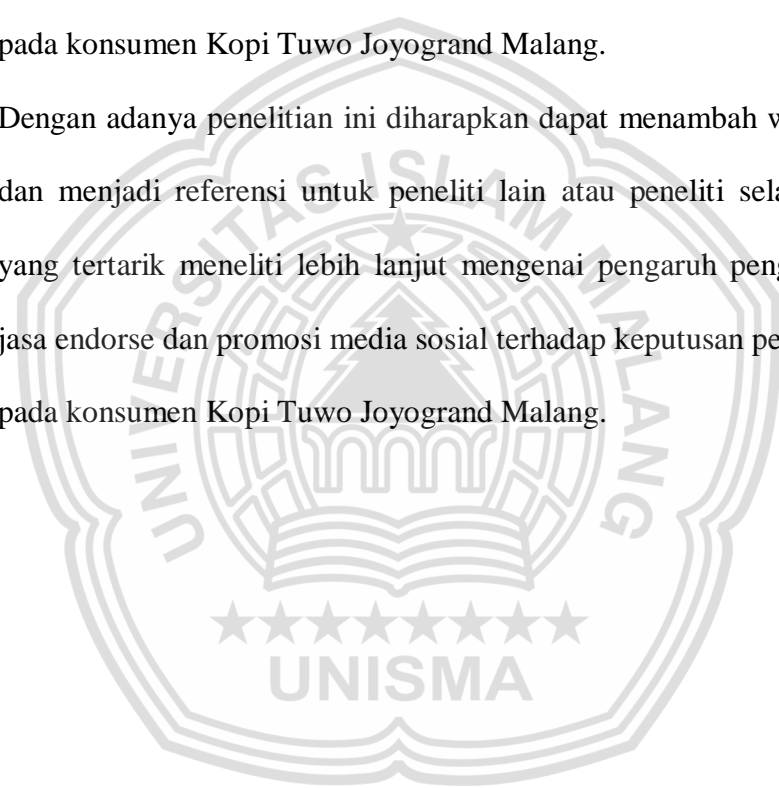 pada konsumen Kopi Tuwo Joyogrand Malang.
Dengan adanya penelitian ini diharapkan dapat menambah w
dan menjadi referensi untuk peneliti lain atau peneliti sela
yang tertarik meneliti lebih lanjut mengenai pengaruh peng
jasa endorse dan promosi media sosial terhadap keputusan pe
pada konsumen Kopi Tuwo Joyogrand Malang.
UNIVERSITAS ISLAM MALANG
UNISMA